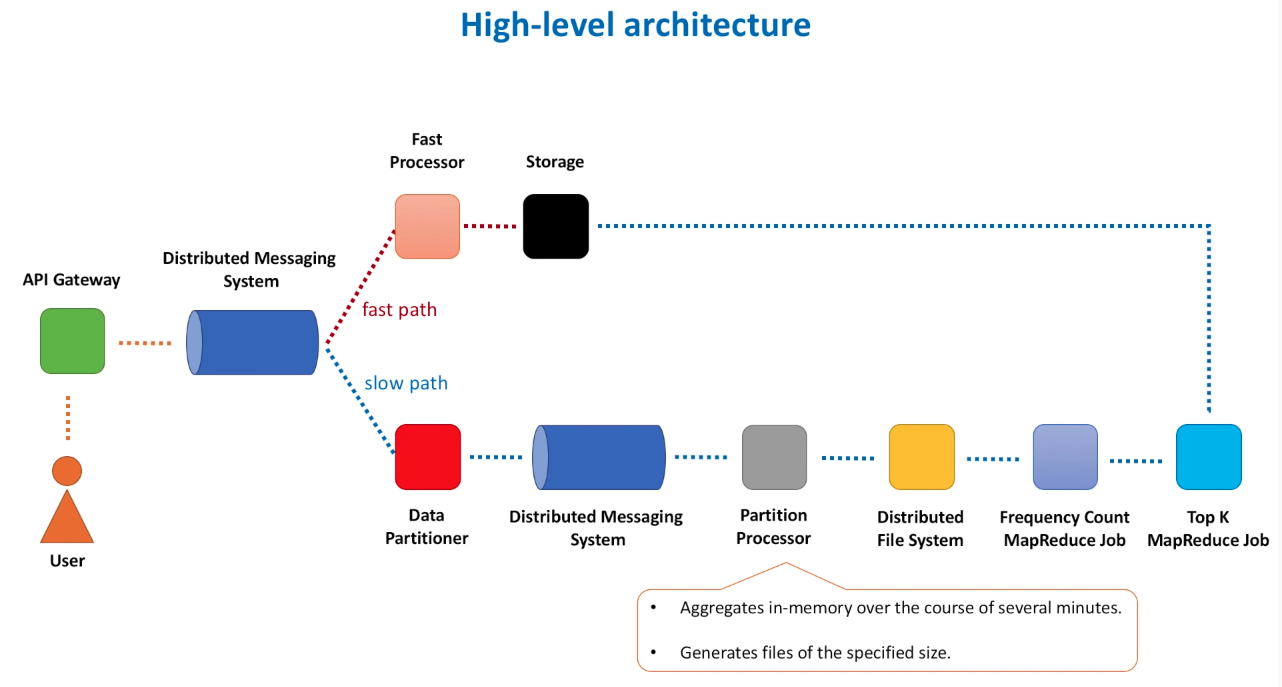 High-level architecture
Fast
Processor
Storage
Distributed Messaging
System
API Gateway
fast path
slow path
User
Data
Partitioner
Distributed Messaging
System
Partition
Processor
Distributed
File System
Frequency Count
MapReduce Job
Top K
MapReduce Job
• Aggregates in-memory over the course of several minutes.
• Generates files of the specified size.